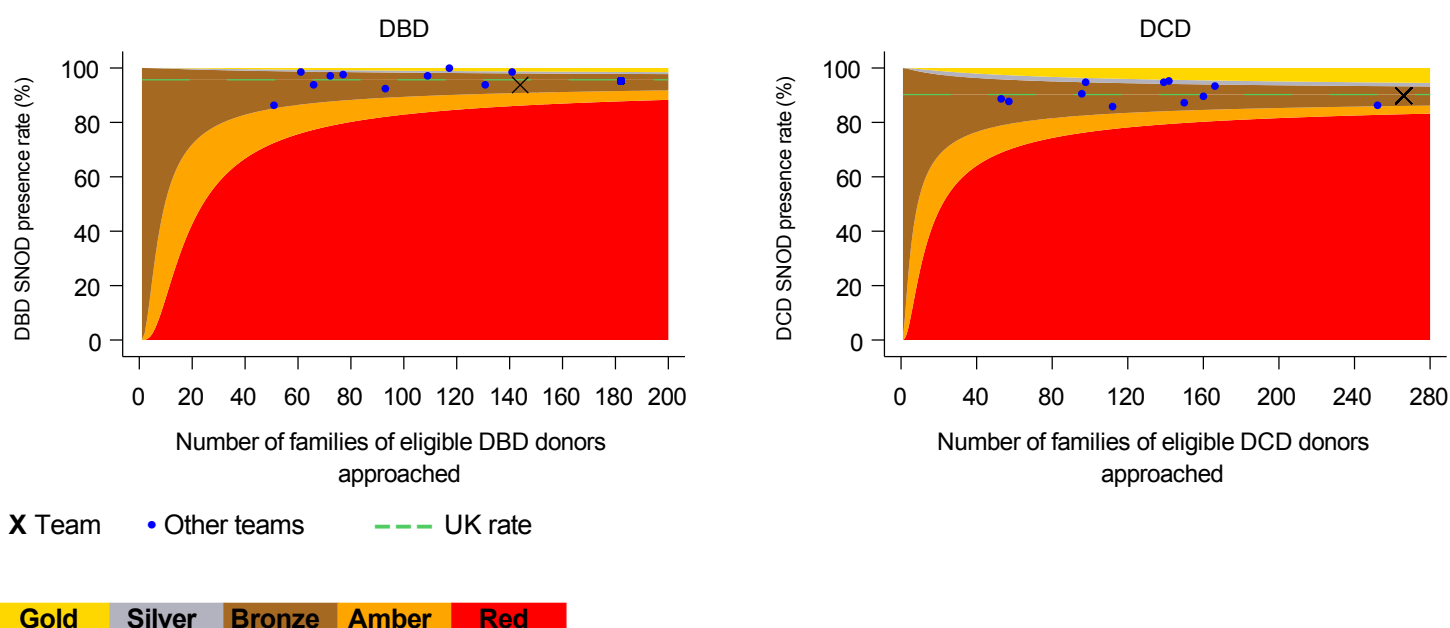 DBD
DBD SNOD presence rate (%)
100
80
60
40
20
0
0 20 40 60 80 100 120 140 160 180 200
Number of families of eligible DBD donors
approached
DCD
DCD SNOD presence rate (%)
100
80
60
40
20
0
0 40 80 120 160 200 240 280
Number of families of eligible DCD donors
approached
X Team Other teams UK rate
Gold Silver Bronze Amber Red